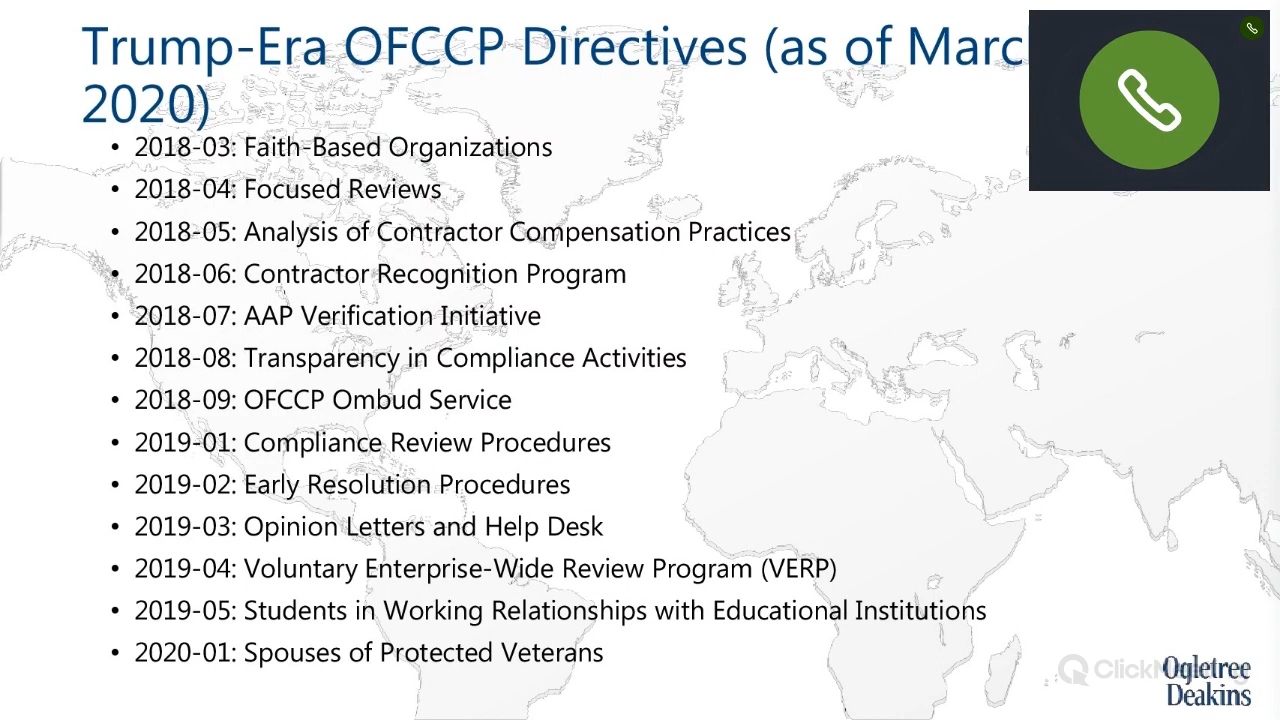 Trump-Era OFCCP Directives (as of Marc
2020)
• 2018-03: Faith-Based Organizations
• 2018-04: Focused Reviews
• 2018-05: Analysis of Contractor Compensation Practices
• 2018-06: Contractor Recognition Program
• 2018-07: AAP Verification Initiative
• 2018-08: Transparency in Compliance Activities
• 2018-09: OFCCP Ombud Service
• 2019-01: Compliance Review Procedures
• 2019-02: Early Resolution Procedures
• 2019-03: Opinion Letters and Help Desk
• 2019-04: Voluntary Enterprise-Wide Review Program (VERP)
• 2019-05: Students in Working Relationships with Educational Institutions
• 2020-01: Spouses of Protected Veterans
Ogletree
Deakins